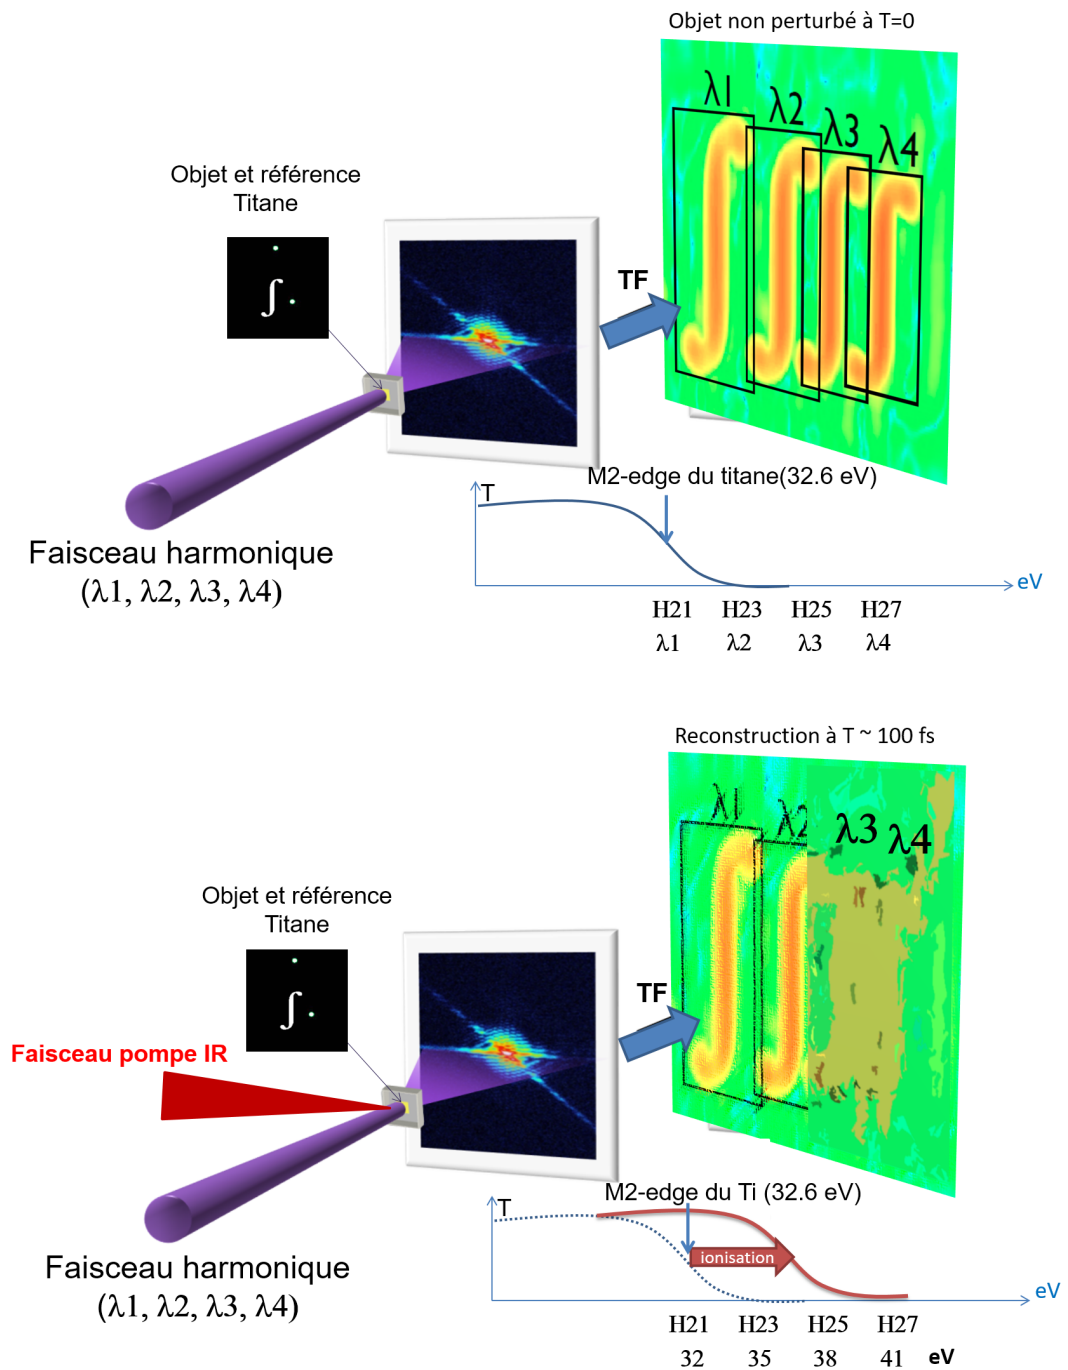 Objet non perturbé à T=0
λ1
λ2
λ3
λ4
Objet et référence
Titane
TF
M2-edge du titane(32.6 eV)
T
eV
Faisceau harmonique
(λ1, λ2, λ3, λ4)
H21 H23 H25 H27
λ1 λ2 λ3 λ4
Reconstruction à T ~ 100 fs
λ1
λ2
λ3
λ4
Objet et référence
Titane
TF
Faisceau pompe IR
M2-edge du Ti (32.6 eV)
T
ionisation
eV
Faisceau harmonique
(λ1, λ2, λ3, λ4)
H21 H23 H25 H27
32 35 38 41 eV